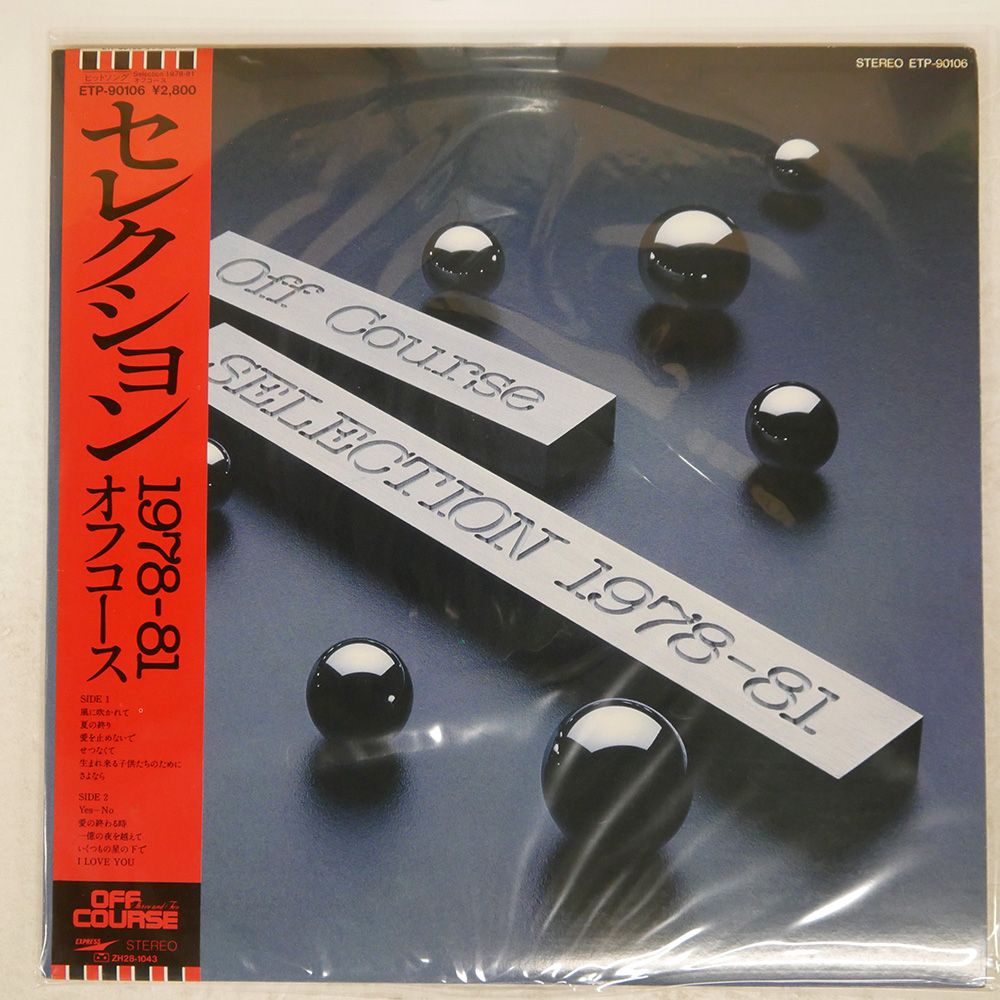 ヒットソング Selection 1978-81
オフコース
ETP-90106 ¥2,800
セレクション
1978-81
オフコース
SIDE 1
風に吹かれて
夏の終り
愛を止めないで
せつなくて
生まれ来る子供たちのために
さよなら
SIDE 2
Yes-No
愛の終わる時
一億の夜を越えて
いくつもの星の下で
I LOVE YOU
OFF
Three and Two
COURSE
EXPRESS
STEREO
ZH28-1043
STEREO ETP-90106
Off Course
SELECTION 1978-81